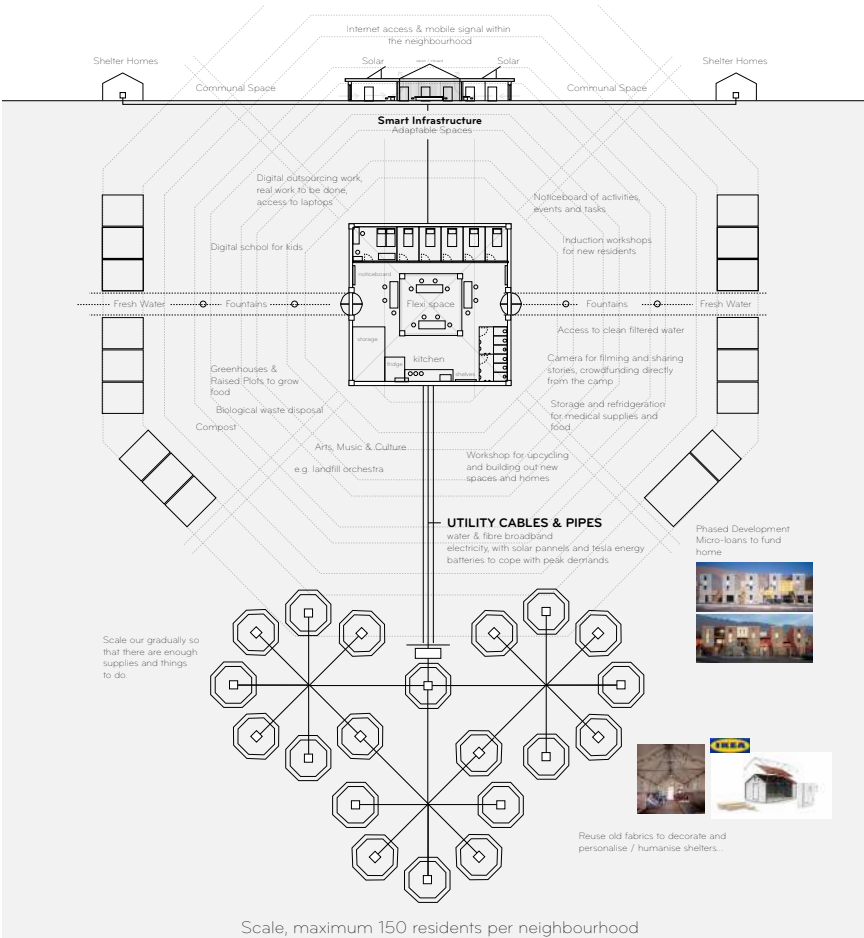 Internet access & mobile signal within
the neighbourhood
Shelter Homes
Solar
Solar
Shelter Homes
Communal Space
Communal Space
Smart Infrastructure
Adaptable Spaces
Digital outsourcing work,
real work to be done,
access to laptops
Noticeboard of activities,
events and tasks
Digital school for kids
Induction workshops
for new residents
noticeboard
Fresh Water
Fountains
Flexi space
Fountains
Fresh Water
Access to clean filtered water
storage
kitchen
fridge
shelves
Camera for filming and sharing
stories, crowdfunding directly
from the camp
Greenhouses &
Raised Plots to grow
food
Biological waste disposal
Compost
Storage and refridgeration
for medical supplies and
food
Arts, Music & Culture
e.g. landfill orchestra
Workshop for upcycling
and building out new
spaces and homes
UTILITY CABLES & PIPES
water & fibre broadband
electricity, with solar pannels and tesla energy
batteries to cope with peak demands
Phased Development
Micro-loans to fund
home
Scale our gradually so
that there are enough
supplies and things
to do.
IKEA
Reuse old fabrics to decorate and
personalise / humanise shelters...
Scale, maximum 150 residents per neighbourhood